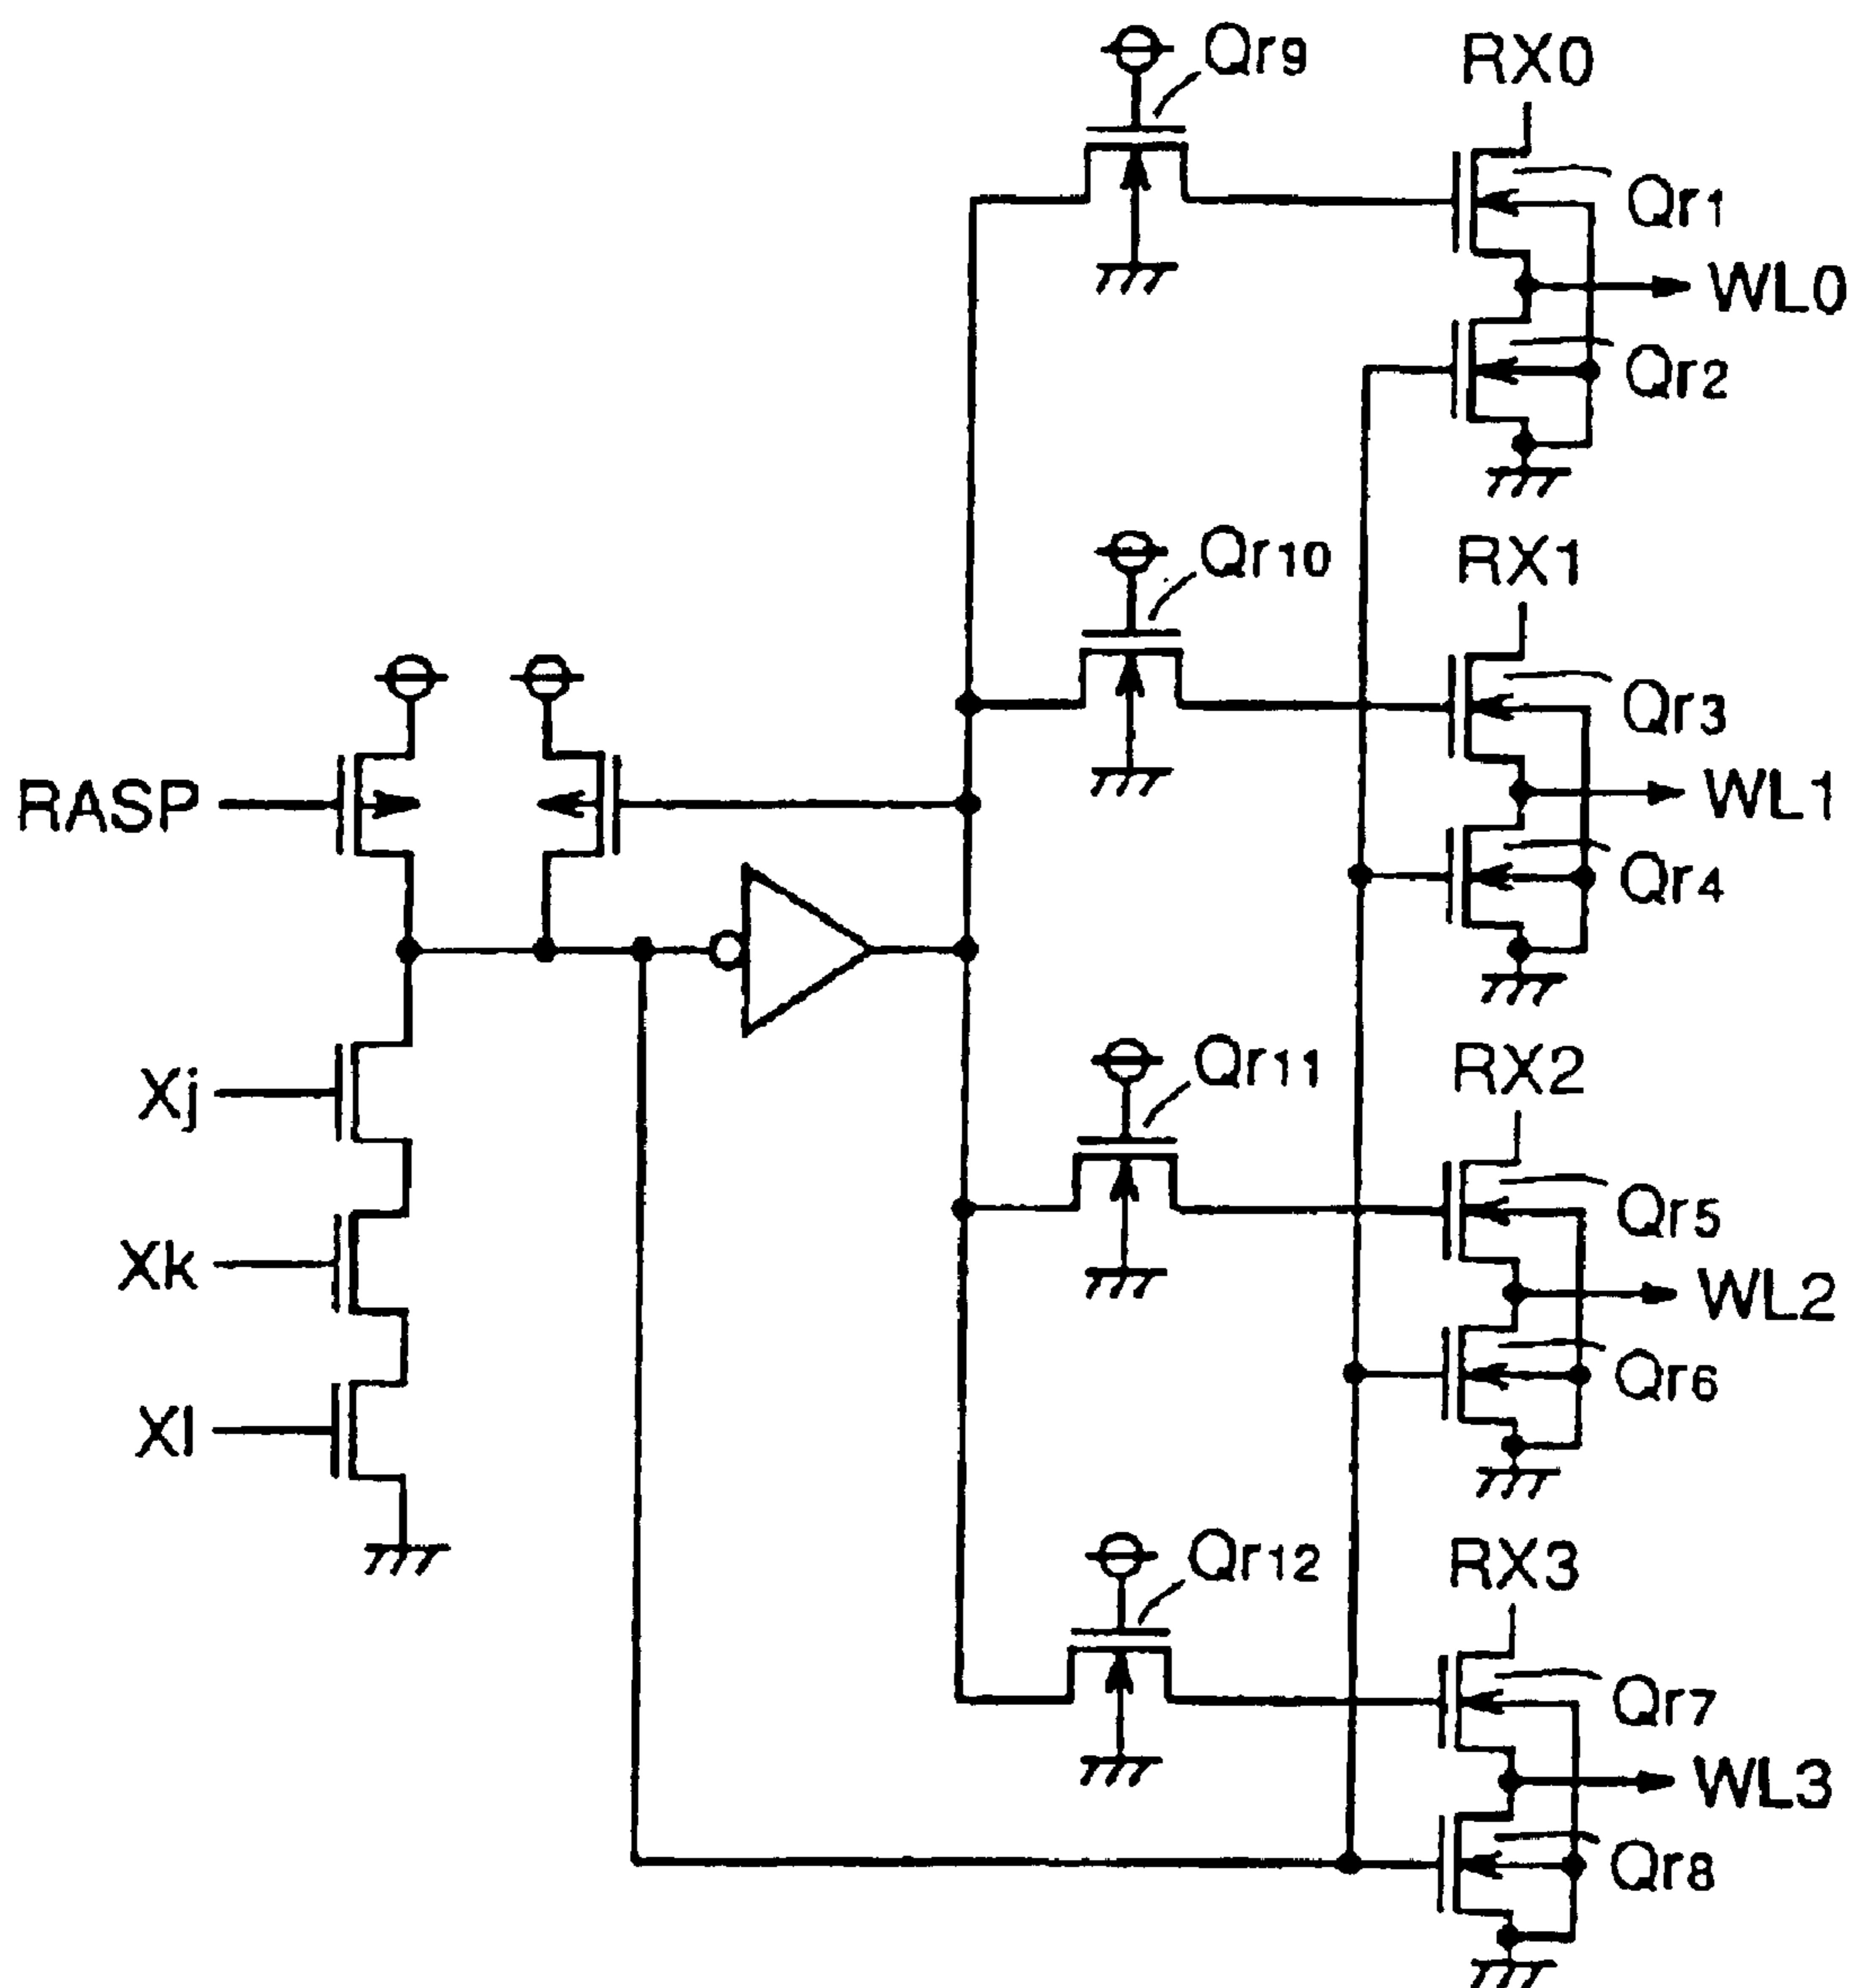 Qr9
RX0
Qr1
WL0
Qr2
Qr10
RX1
Qr3
RASP
WL1
Qr4
Xj
Qr11
RX2
Qr5
Xk
WL2
Qr6
Xl
Qr12
RX3
Qr7
WL3
Qr8